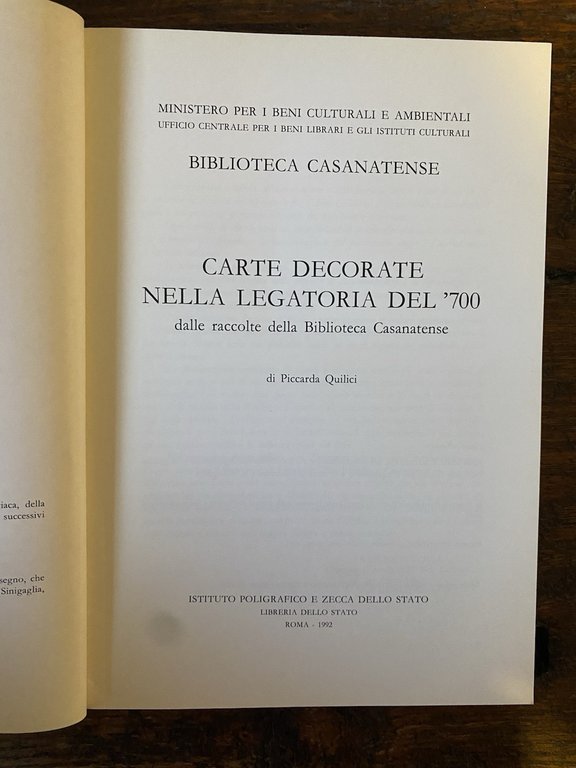 iaca, della
successivi
segno, che
Sinigaglia,
MINISTERO PER I BENI CULTURALI E AMBIENTALI
UFFICIO CENTRALE PER I BENI LIBRARI E GLI ISTITUTI CULTURALI
BIBLIOTECA CASANATENSE
CARTE DECORATE
NELLA LEGATORIA DEL '700
dalle raccolte della Biblioteca Casanatense
di Piccarda Quilici
ISTITUTO POLIGRAFICO E ZECCA DELLO STATO
LIBRERIA DELLO STATO
ROMA - 1992